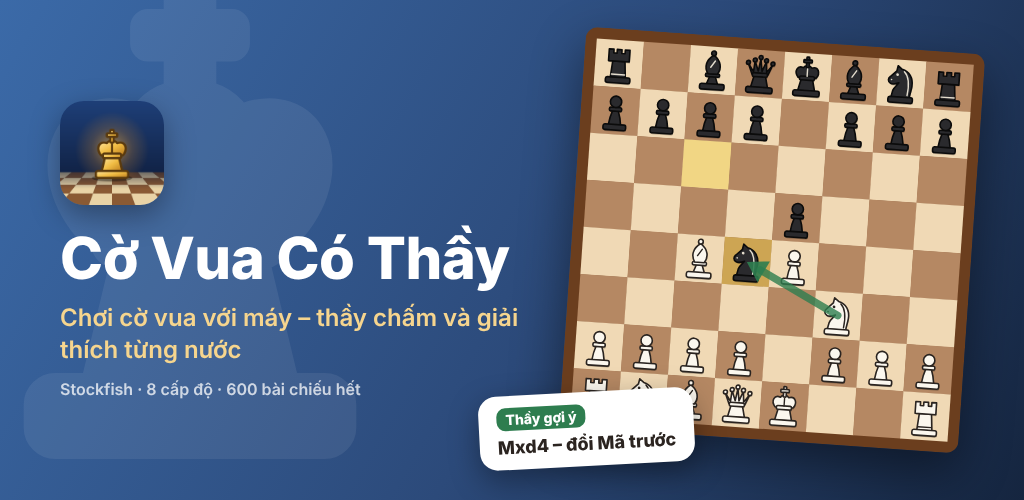 Cờ Vua Có Thầy
Chơi cờ vua với máy – thầy chấm và giải
thích từng nước
Stockfish · 8 cấp độ · 600 bài chiếu hết
Thầy gợi ý
Mxd4 – đổi Mã trước